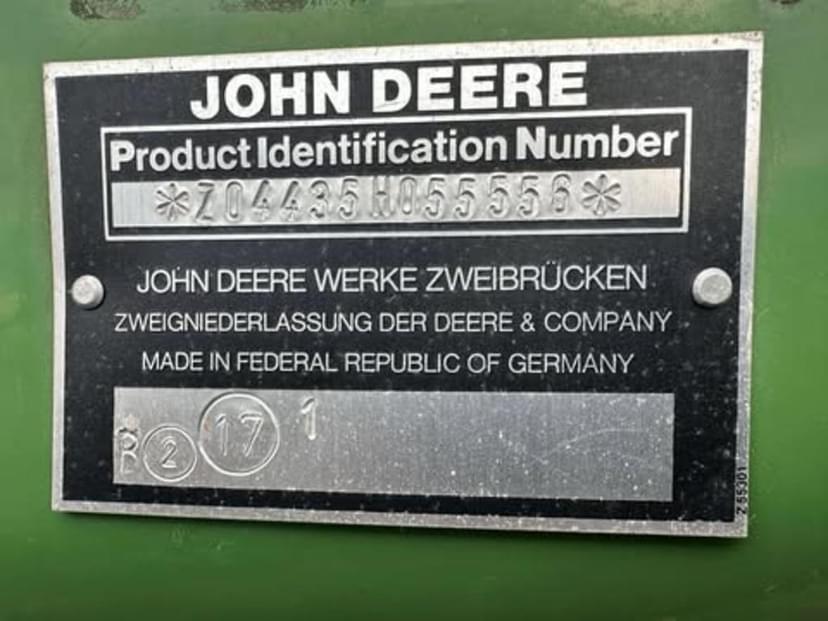 JOHN DEERE
Product Identification Number
*Z04435H055556*
JOHN DEERE WERKE ZWEIBRÜCKEN
ZWEIGNIEDERLASSUNG DER DEERE & COMPANY
MADE IN FEDERAL REPUBLIC OF GERMANY
R 2 17 1
Z 55301